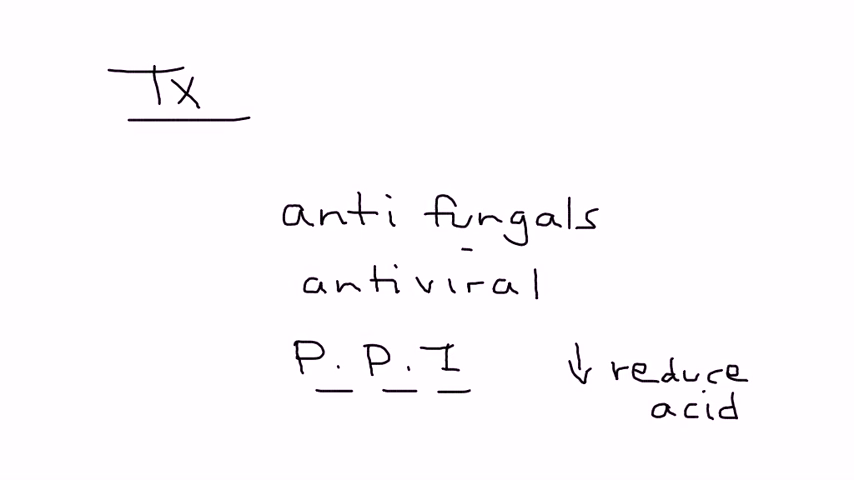 Tx
anti fungals
antiviral
P. P. I ↓ reduce
acid